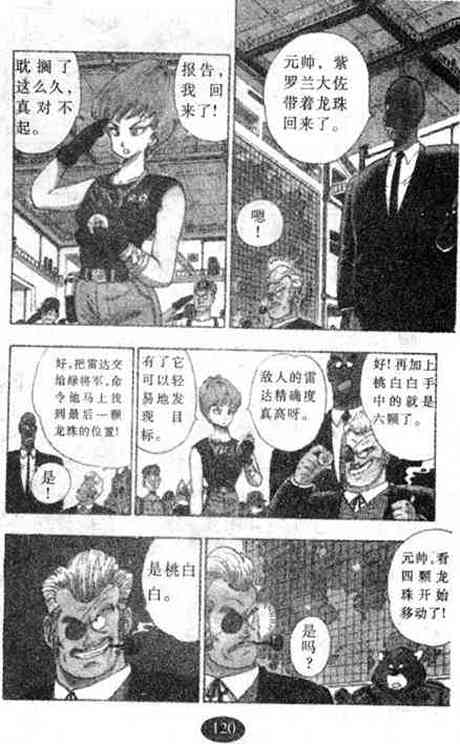 元帅，紫
罗兰大佐
带着龙珠
回来了。
嗯
！
报告，
我回
来了！
耽搁了
这么久，
真对不
起。
好！再加上
桃白白手
中的就是
六颗了。
敌人的雷
达精确度
真高呀。
有了它
可以轻
易地发
现目
标。
好，把雷达交
给绿将军，命
令他马上找
到最后一颗
龙珠的位置！
是！
元帅，看
四颗龙
珠开始
移动了！
是
吗？
是桃白
白。
120